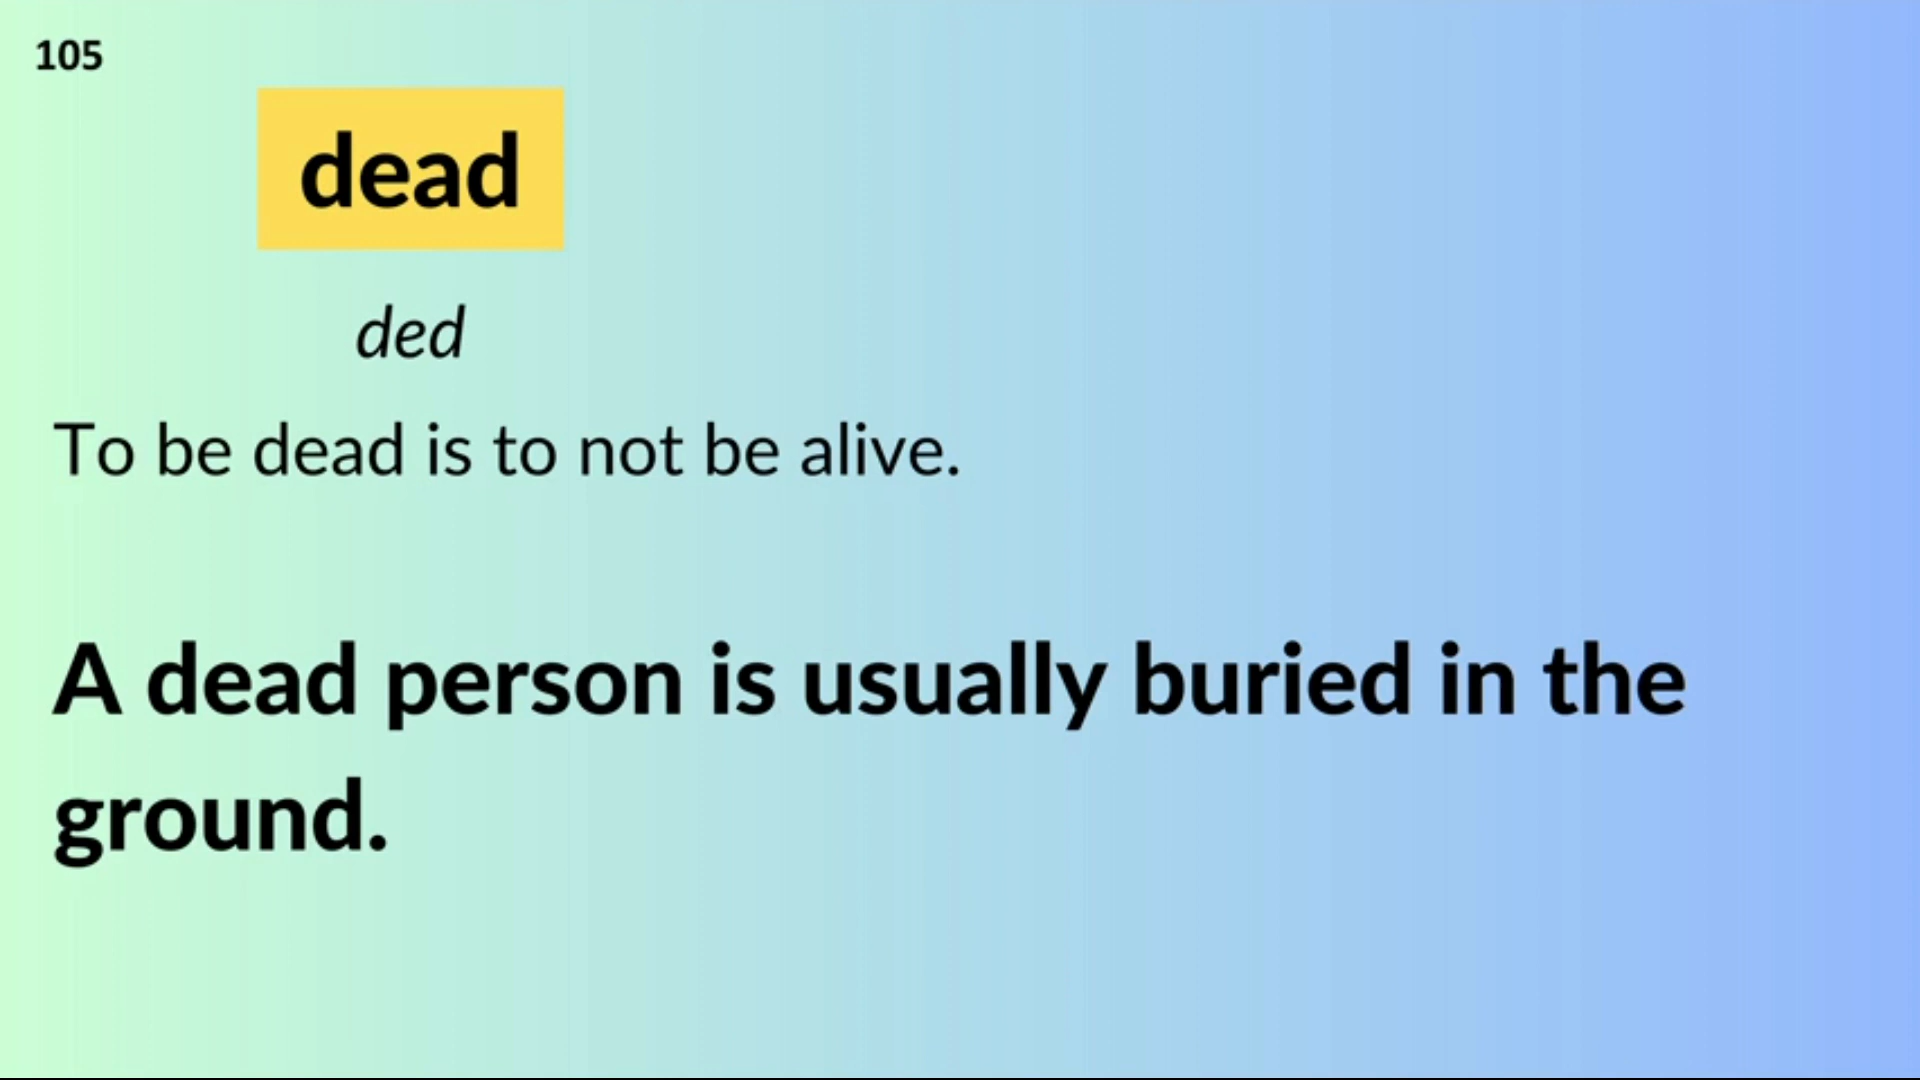 105
dead
ded
To be dead is to not be alive.
A dead person is usually buried in the
ground.